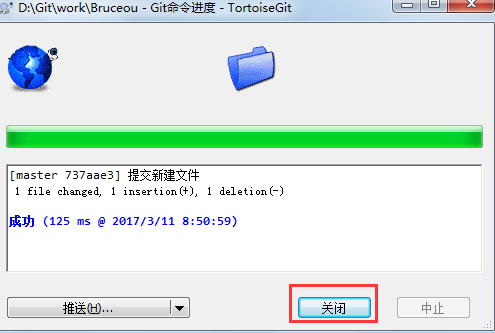 D:\Git\work\Bruceou - Git命令进度 - TortoiseGit
[master 737aae3] 提交新建文件
1 file changed, 1 insertion(+), 1 deletion(-)
成功 (125 ms @ 2017/3/11 8:50:59)
推送(H)... 关闭 中止